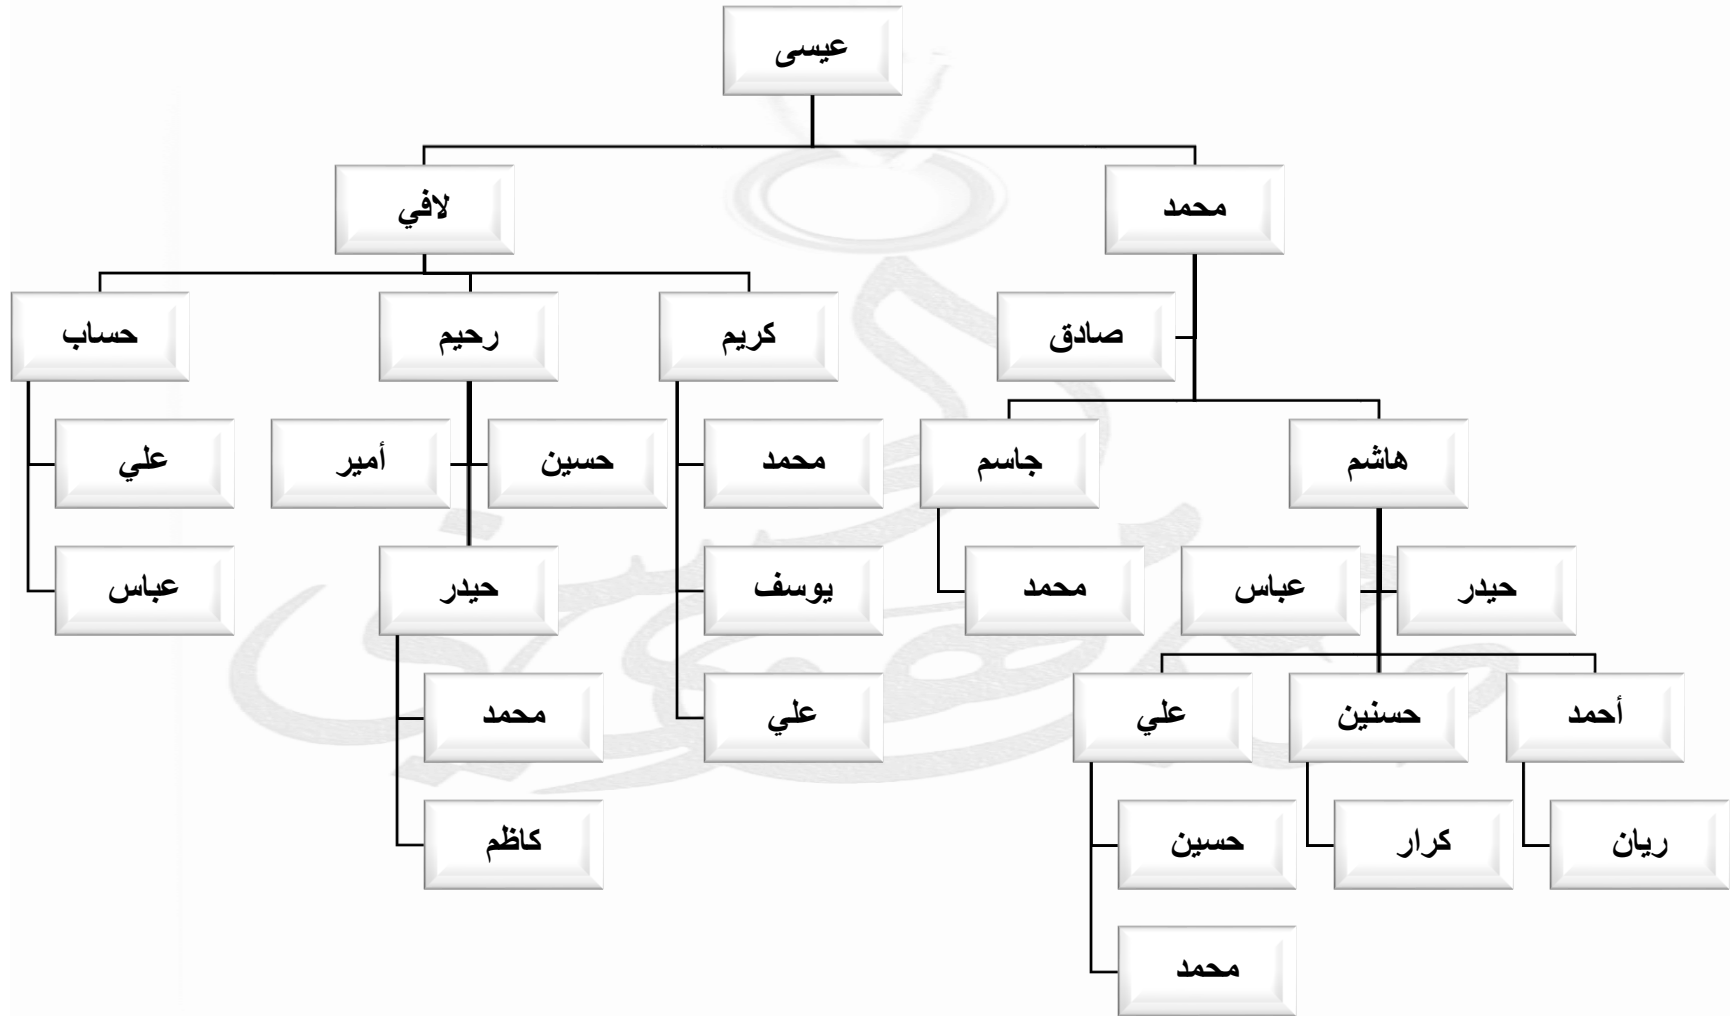 عيسى
محمد
لافي
صادق
كريم
رحيم
حساب
هاشم
جاسم
محمد
حسين
أمير
علي
حيدر
عباس
محمد
يوسف
حيدر
عباس
أحمد
حسنين
علي
علي
محمد
ريان
كرار
حسين
كاظم
محمد